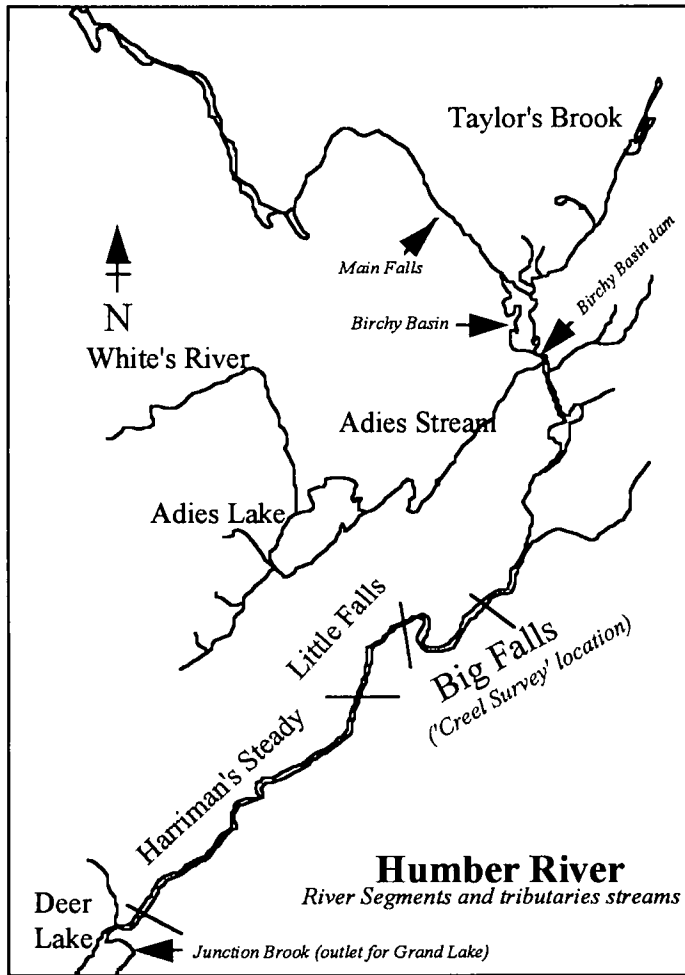 Taylor's Brook
Main Falls
Birchy Basin dam
Birchy Basin
N
White's River
Adies Stream
Adies Lake
Little Falls
Big Falls
('Creel Survey' location)
Harriman's Steady
Humber River
River Segments and tributaries streams
Deer
Lake
Junction Brook (outlet for Grand Lake)